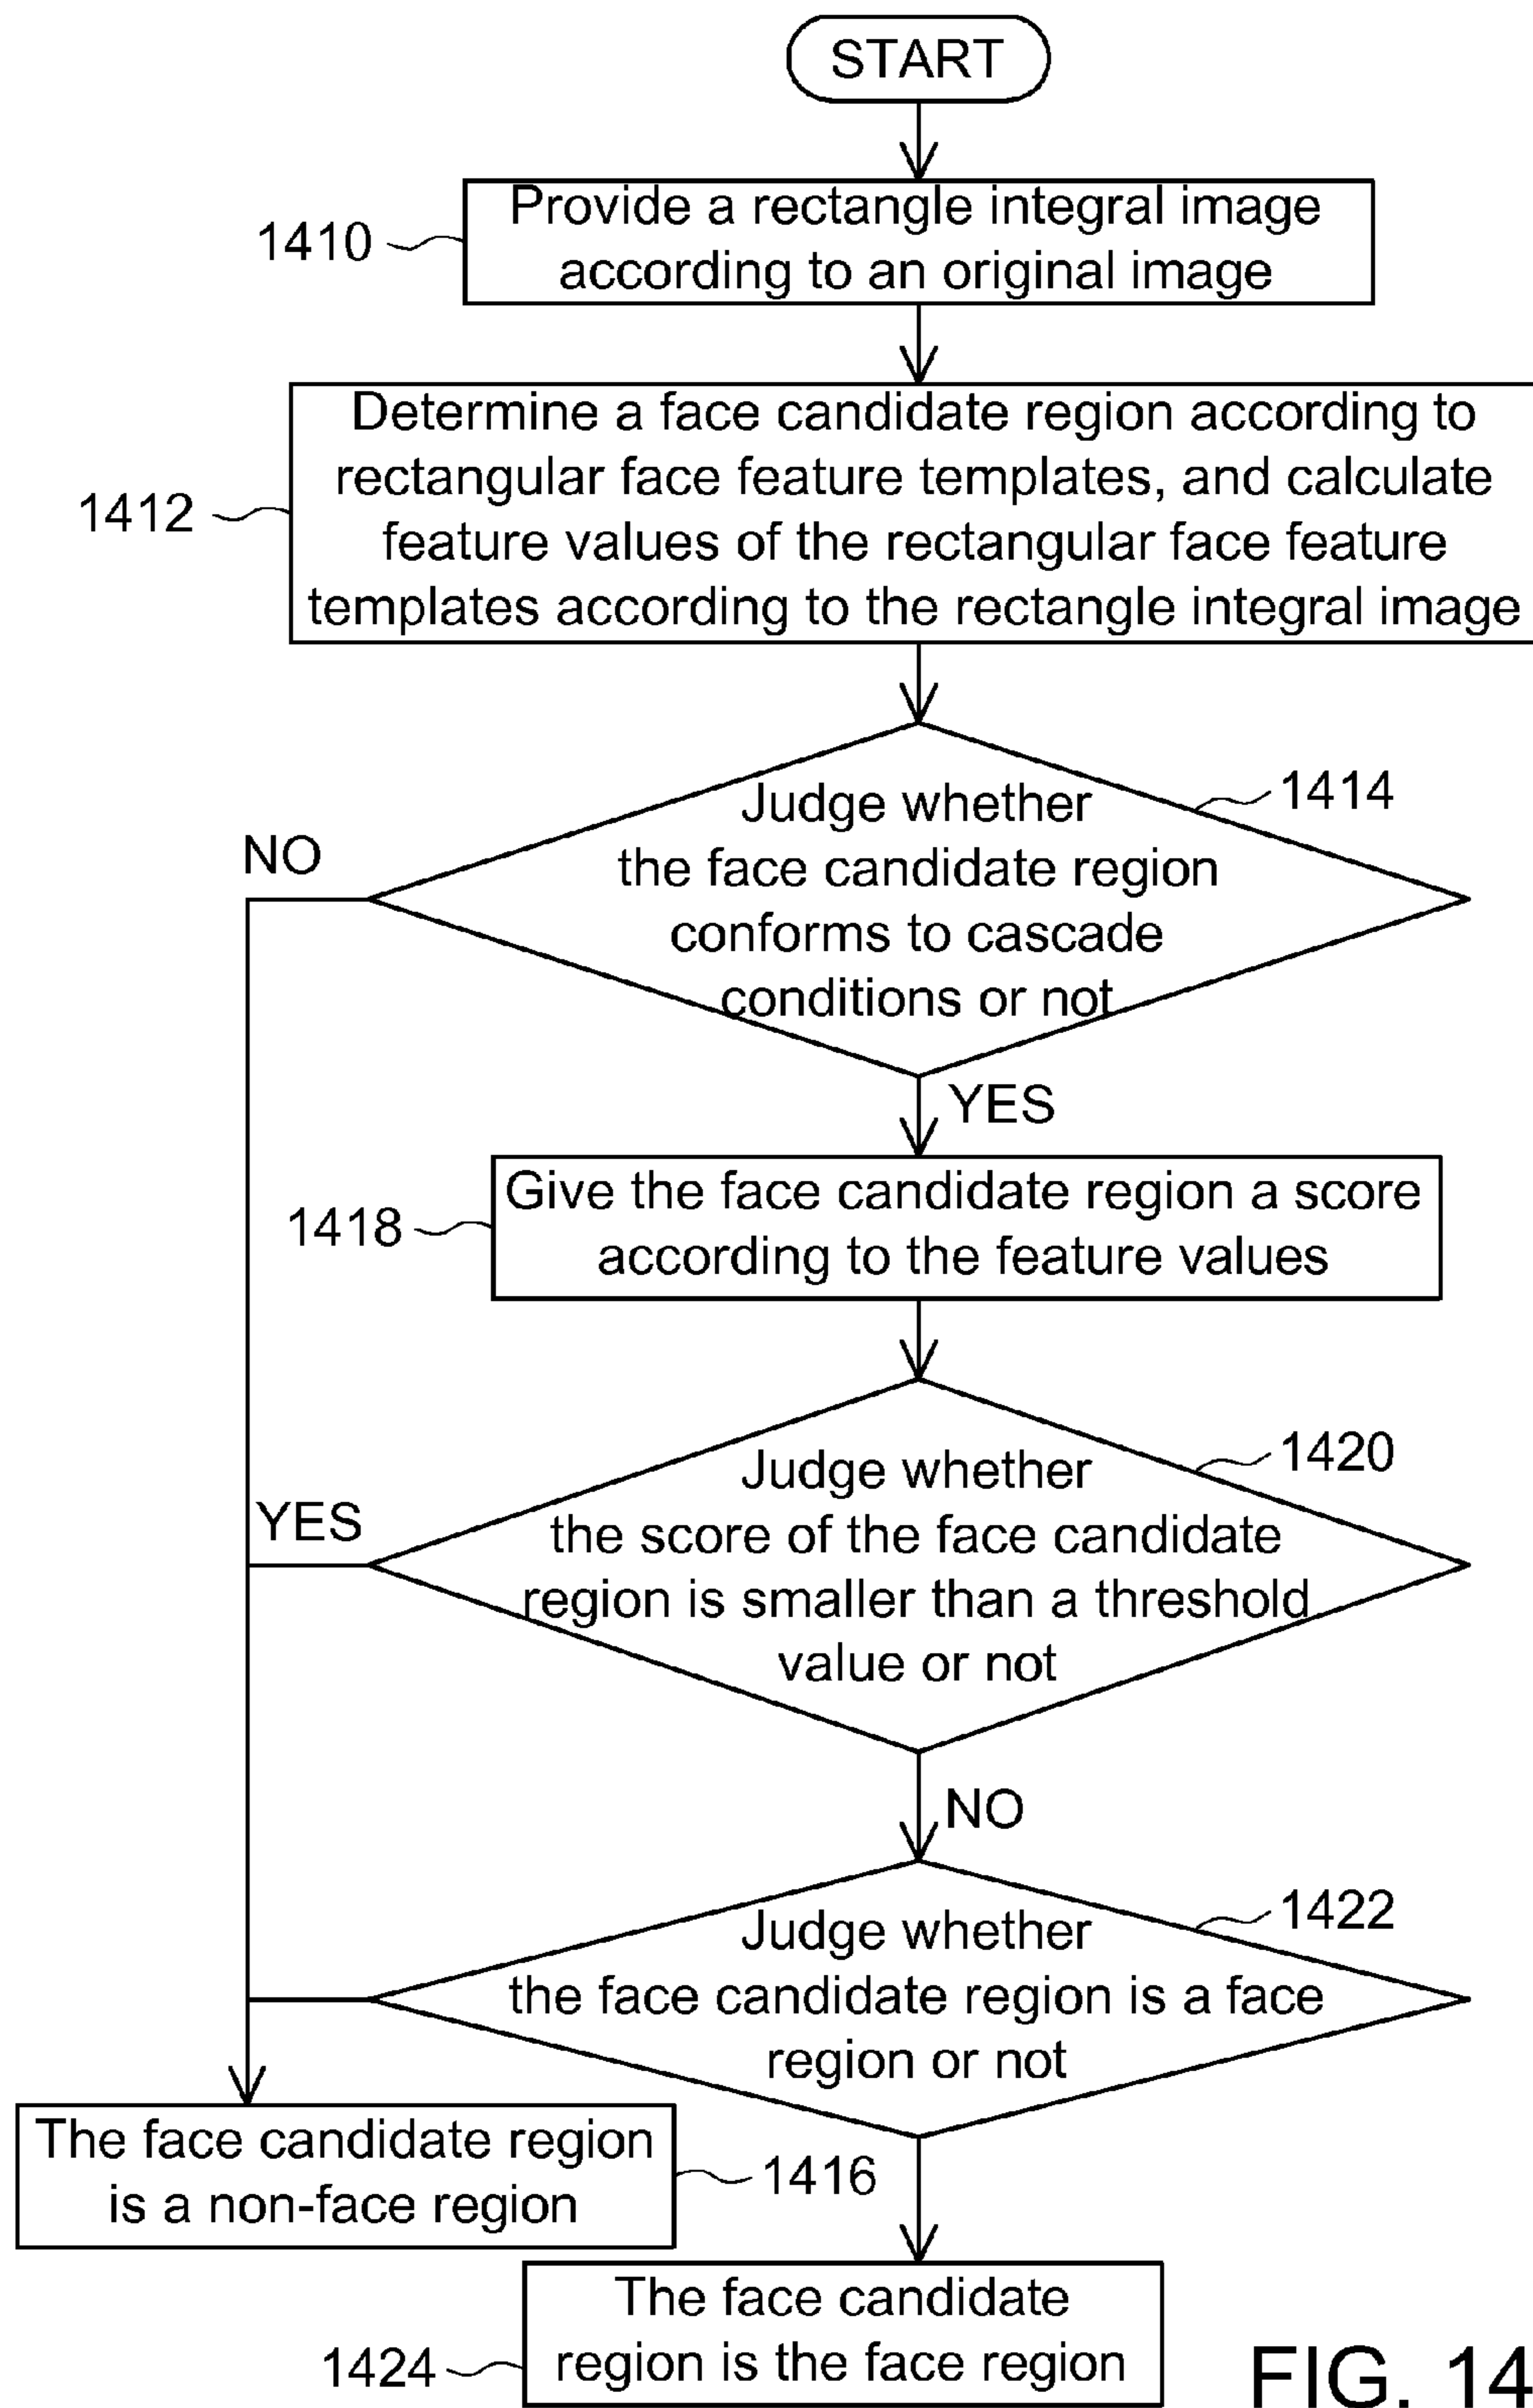 START
Provide a rectangle integral image
according to an original image
1410
Determine a face candidate region according to
rectangular face feature templates, and calculate
feature values of the rectangular face feature
templates according to the rectangle integral image
1412
Judge whether
the face candidate region
conforms to cascade
conditions or not
1414
NO
YES
Give the face candidate region a score
according to the feature values
1418
Judge whether
the score of the face candidate
region is smaller than a threshold
value or not
1420
YES
NO
Judge whether
the face candidate region is a face
region or not
1422
The face candidate region
is a non-face region
1416
The face candidate
region is the face region
1424
FIG. 14